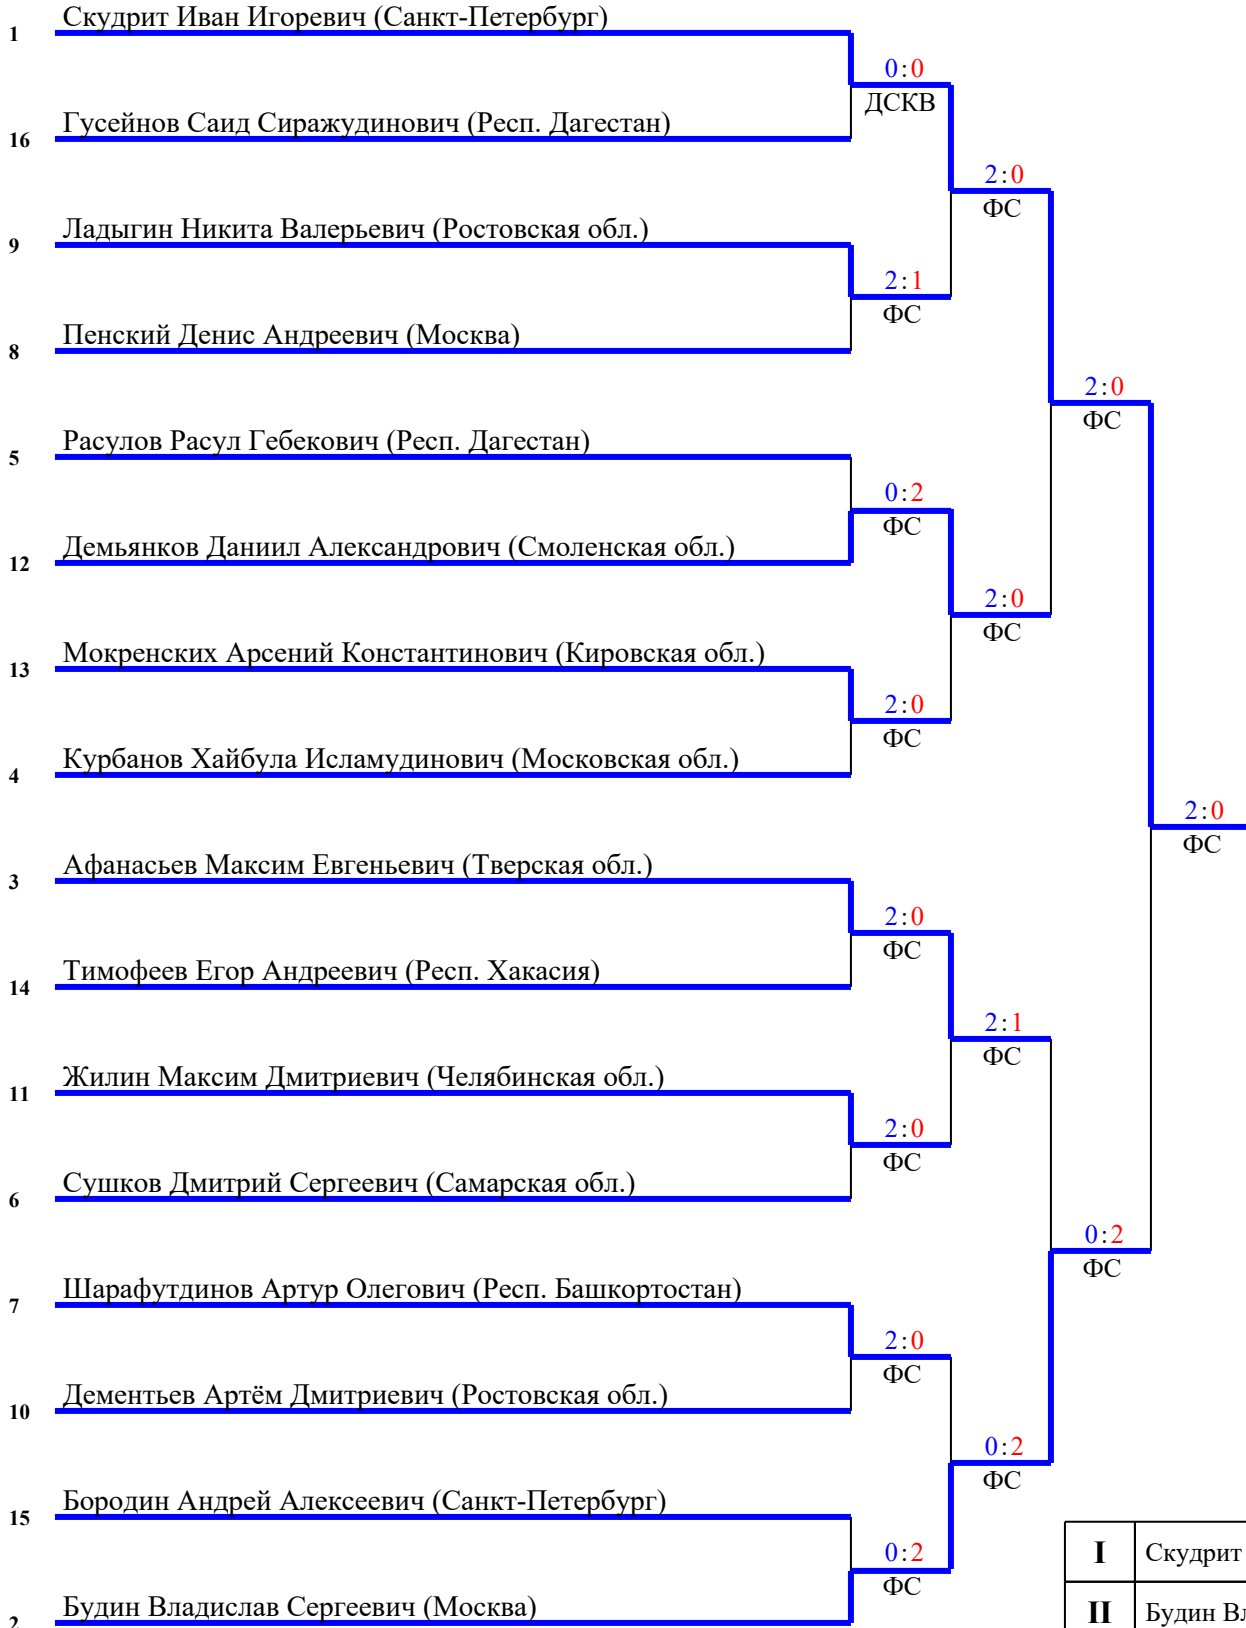 Скудрит Иван Игоревич (Санкт-Петербург)
1
0:0
ДСКВ
Гусейнов Саид Сиражудинович (Респ. Дагестан)
16
2:0
ФС
Ладыгин Никита Валерьевич (Ростовская обл.)
9
2:1
ФС
Пенский Денис Андреевич (Москва)
8
2:0
ФС
Расулов Расул Гебекович (Респ. Дагестан)
5
0:2
ФС
Демьянков Даниил Александрович (Смоленская обл.)
12
2:0
ФС
Мокренских Арсений Константинович (Кировская обл.)
13
2:0
ФС
Курбанов Хайбула Исламудинович (Московская обл.)
4
2:0
ФС
Афанасьев Максим Евгеньевич (Тверская обл.)
3
2:0
ФС
Тимофеев Егор Андреевич (Респ. Хакасия)
14
2:1
ФС
Жилин Максим Дмитриевич (Челябинская обл.)
11
2:0
ФС
Сушков Дмитрий Сергеевич (Самарская обл.)
6
0:2
ФС
Шарафутдинов Артур Олегович (Респ. Башкортостан)
7
2:0
ФС
Дементьев Артём Дмитриевич (Ростовская обл.)
10
0:2
ФС
Бородин Андрей Алексеевич (Санкт-Петербург)
15
0:2
ФС
I Скудрит
Будин Владислав Сергеевич (Москва)
2
II Будин Вл